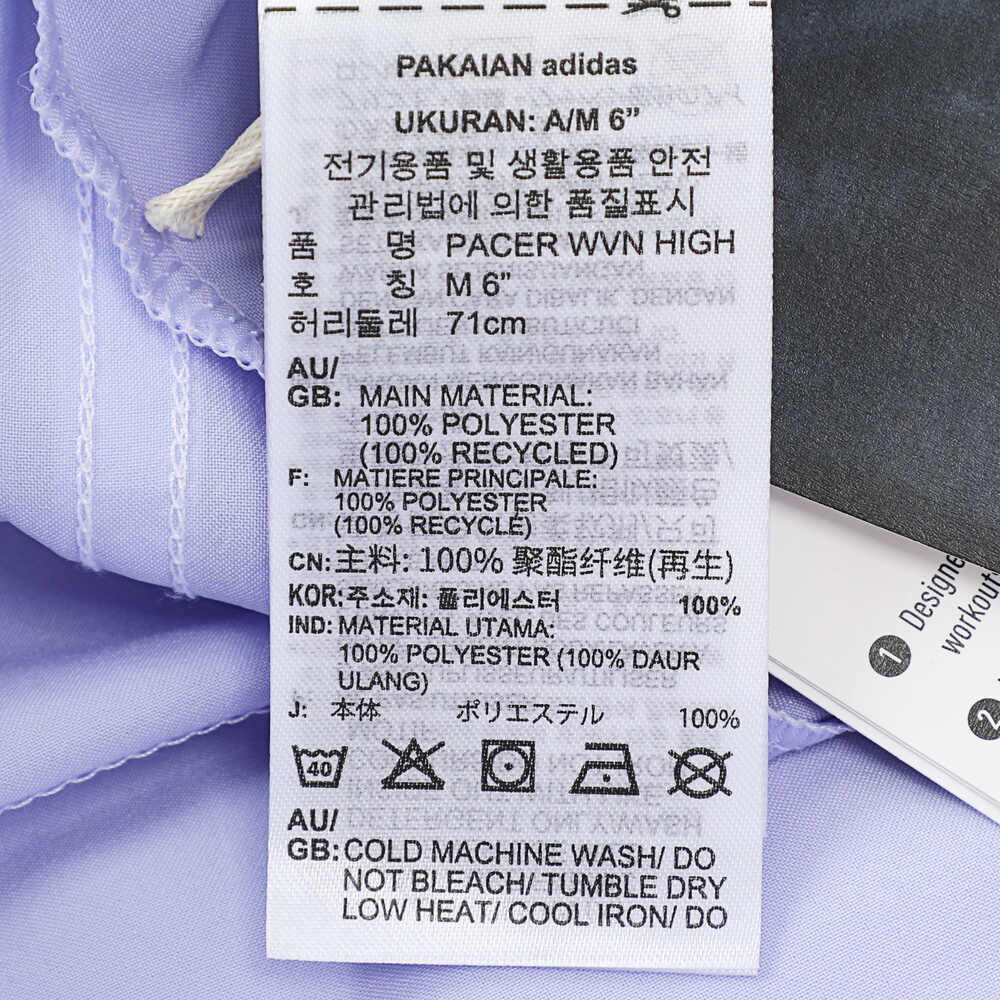 PAKAIAN adidas
UKURAN: A/M 6”
전기용품 및 생활용품 안전
관리법에 의한 품질표시
품 명 PACER WVN HIGH
호 칭 M 6”
허리둘레 71cm
AU/
GB: MAIN MATERIAL:
100% POLYESTER
(100% RECYCLED)
F: MATIERE PRINCIPALE:
100% POLYESTER
(100% RECYCLÉ)
CN: 主料: 100% 聚酯纤维(再生)
KOR: 주소재: 폴리에스터 100%
IND: MATERIAL UTAMA:
100% POLYESTER (100% DAUR
ULANG)
J: 本体 ポリエステル 100%
40
AU/
GB: COLD MACHINE WASH/ DO
NOT BLEACH/ TUMBLE DRY
LOW HEAT/ COOL IRON/ DO
1 Designe
workout
2